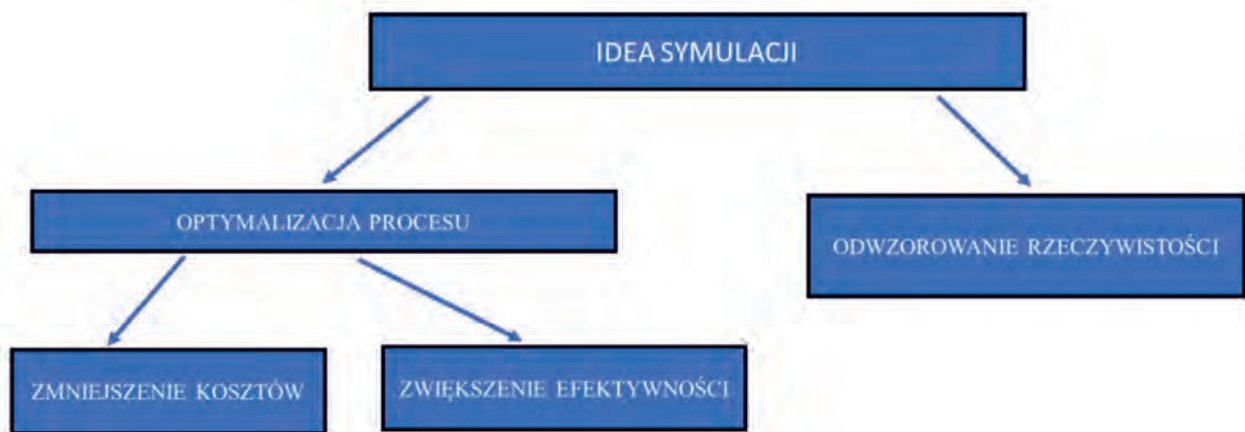 IDEA SYMULACJI
OPTYMALIZACJA PROCESU
ODWZOROWANIE RZECZYWISTOŚCI
ZMNIEJSZENIE KOSZTÓW
ZWIĘKSZENIE EFEKTYWNOŚCI